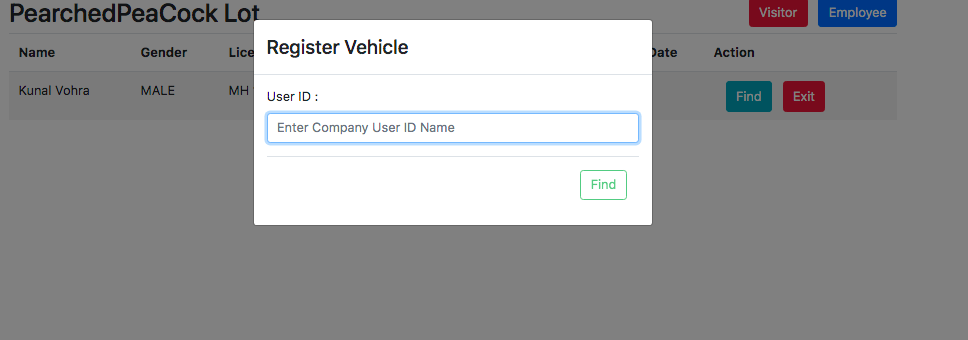 PearchedPeaCock Lot
Visitor
Employee
Register Vehicle
Name
Gender
Date
Action
User ID :
Kunal Vohra
MALE
MH
Find
Exit
Enter Company User ID Name
Find